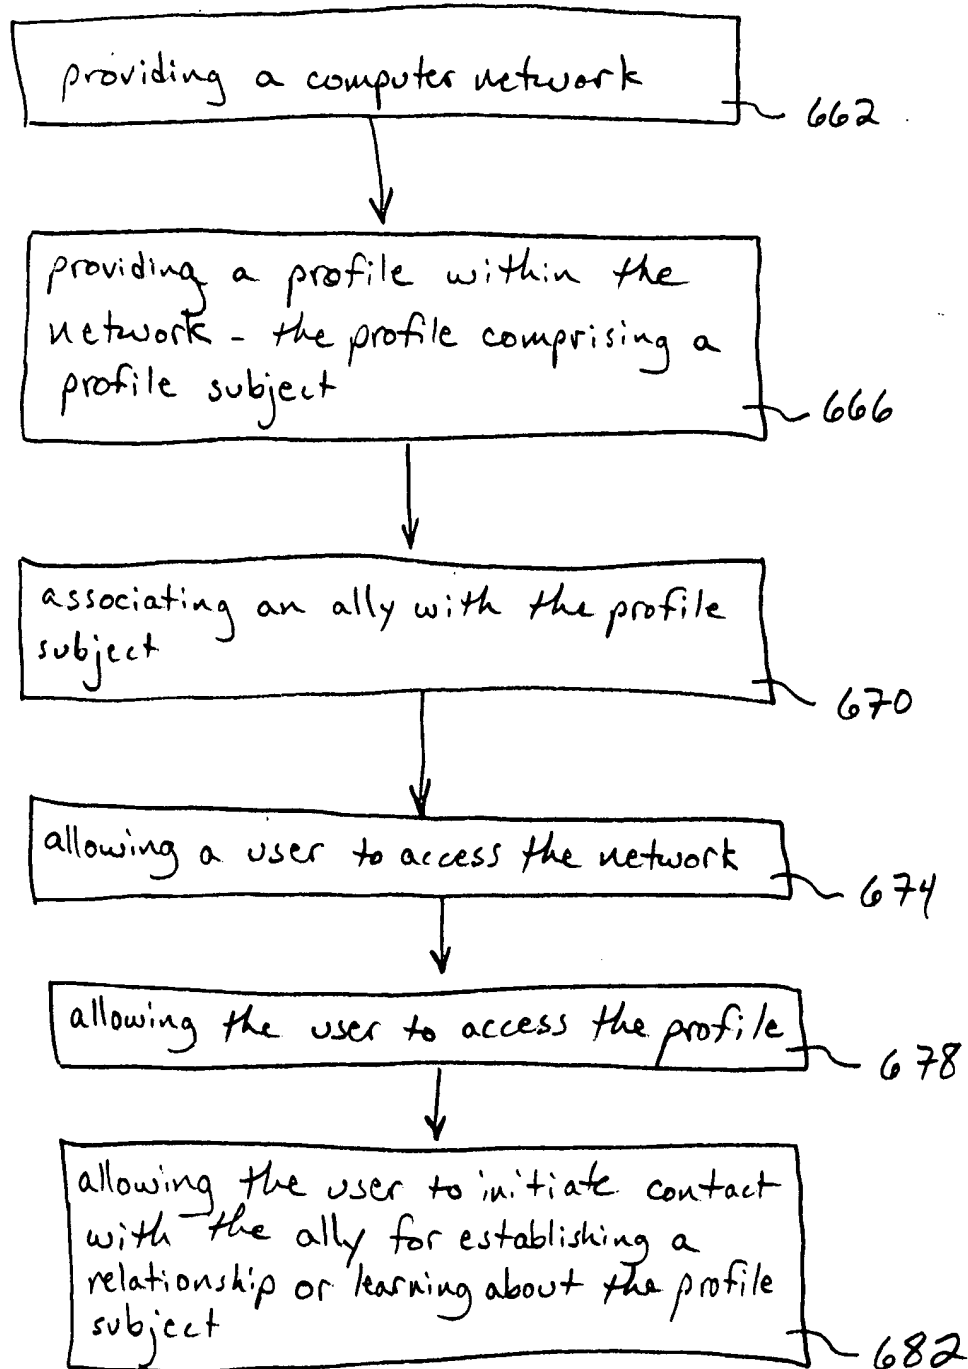 providing a computer network
662
providing a profile within the
network - the profile comprising a
profile subject
666
associating an ally with the profile
subject
670
allowing a user to access the network
674
allowing the user to access the profile
678
allowing the user to initiate contact
with the ally for establishing a
relationship or learning about the profile
subject
682